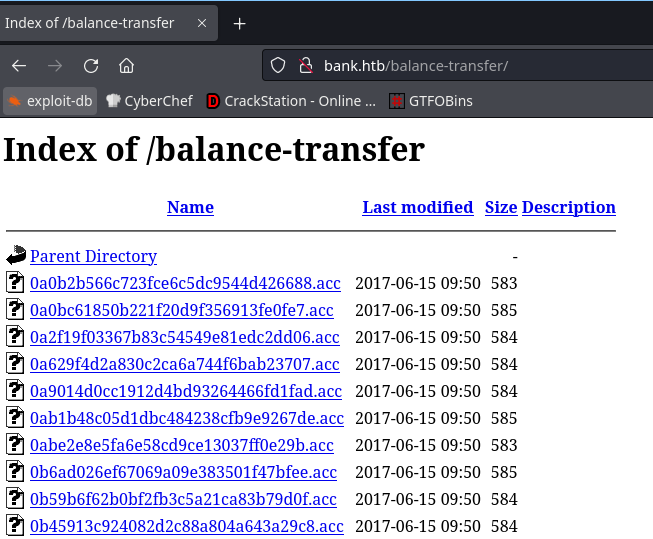 Index of /balance-transfer
bank.htb/balance-transfer/
exploit-db CyberChef CrackStation - Online ... GTFOBins
Index of /balance-transfer
Name Last modified Size Description
Parent Directory -
0a0b2b566c723fce6c5dc9544d426688.acc 2017-06-15 09:50 583
0a0bc61850b221f20d9f356913fe0fe7.acc 2017-06-15 09:50 585
0a2f19f03367b83c54549e81edc2dd06.acc 2017-06-15 09:50 584
0a629f4d2a830c2ca6a744f6bab23707.acc 2017-06-15 09:50 584
0a9014d0cc1912d4bd93264466fd1fad.acc 2017-06-15 09:50 584
0ab1b48c05d1dbc484238cfb9e9267de.acc 2017-06-15 09:50 585
0abe2e8e5fa6e58cd9ce13037ff0e29b.acc 2017-06-15 09:50 583
0b6ad026ef67069a09e383501f47bfee.acc 2017-06-15 09:50 585
0b59b6f62b0bf2fb3c5a21ca83b79d0f.acc 2017-06-15 09:50 584
0b45913c924082d2c88a804a643a29c8.acc 2017-06-15 09:50 584